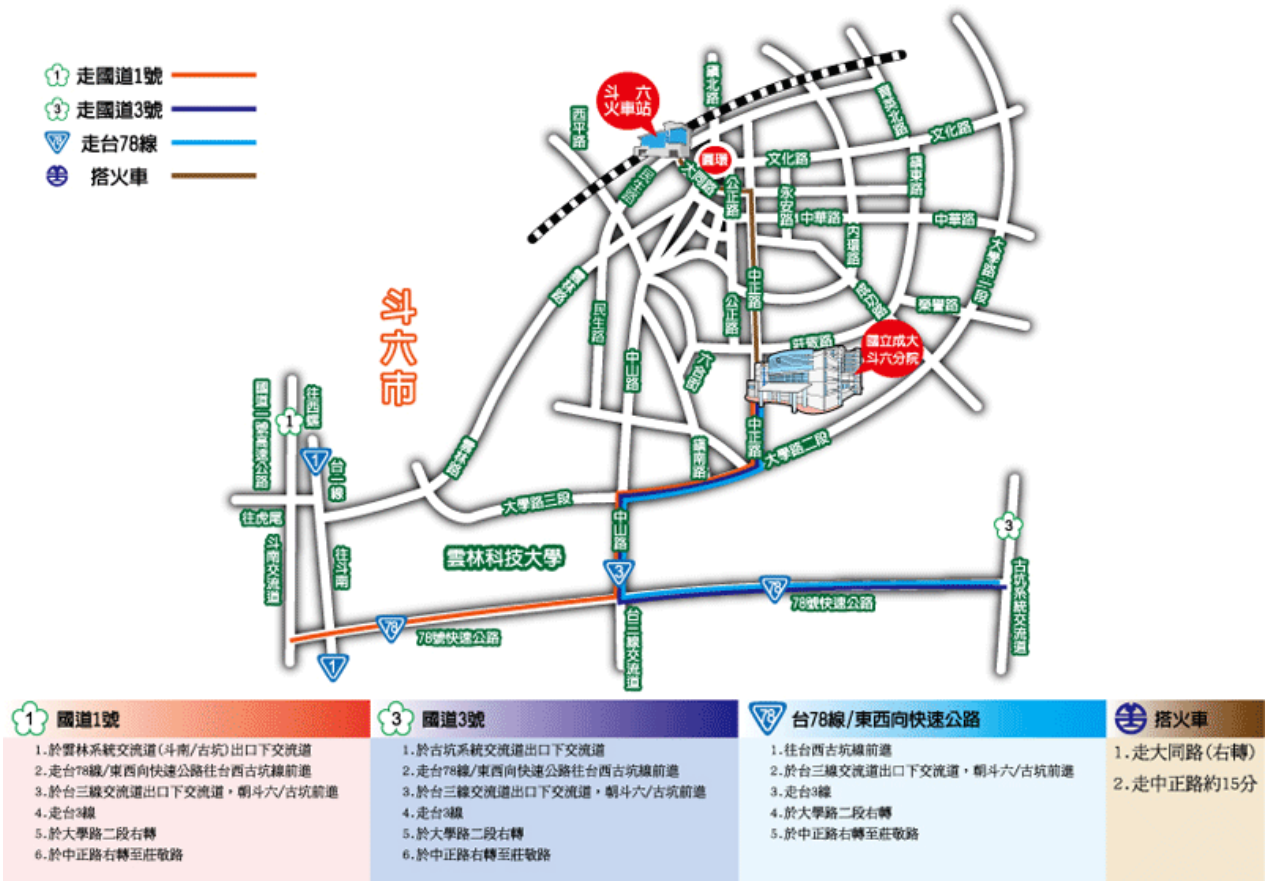 1 走國道1號
3 走國道3號
78 走台78線
搭火車
斗六
火車站
圓環
鎮北路
西平路
民生路
大同路
公正路
文化路
文化路
鎮東路
永安路
中華路
中華路
內環路
大學路二段
榮譽路
中正路
公正路
莊敬路
國立成大
斗六分院
六合街
雲林路
民生路
中山路
斗六市
鎮南路
中正路
大學路二段
雲林路
大學路三段
國道一號高速公路
1
往西螺
1
台一線
往虎尾
斗南交流道
往斗南
雲林科技大學
中山路
3
78
78號快速公路
78
78號快速公路
台三線交流道
1
3
古坑系統交流道
1 國道1號
1.於雲林系統交流道(斗南/古坑)出口下交流道
2.走台78線/東西向快速公路往台西古坑線前進
3.於台三線交流道出口下交流道，朝斗六/古坑前進
4.走台3線
5.於大學路二段右轉
6.於中正路右轉至莊敬路
3 國道3號
1.於古坑系統交流道出口下交流道
2.走台78線/東西向快速公路往台西古坑線前進
3.於台三線交流道出口下交流道，朝斗六/古坑前進
4.走台3線
5.於大學路二段右轉
6.於中正路右轉至莊敬路
78 台78線/東西向快速公路
1.往台西古坑線前進
2.於台三線交流道出口下交流道，朝斗六/古坑前進
3.走台3線
4.於大學路二段右轉
5.於中正路右轉至莊敬路
搭火車
1.走大同路(右轉)
2.走中正路約15分